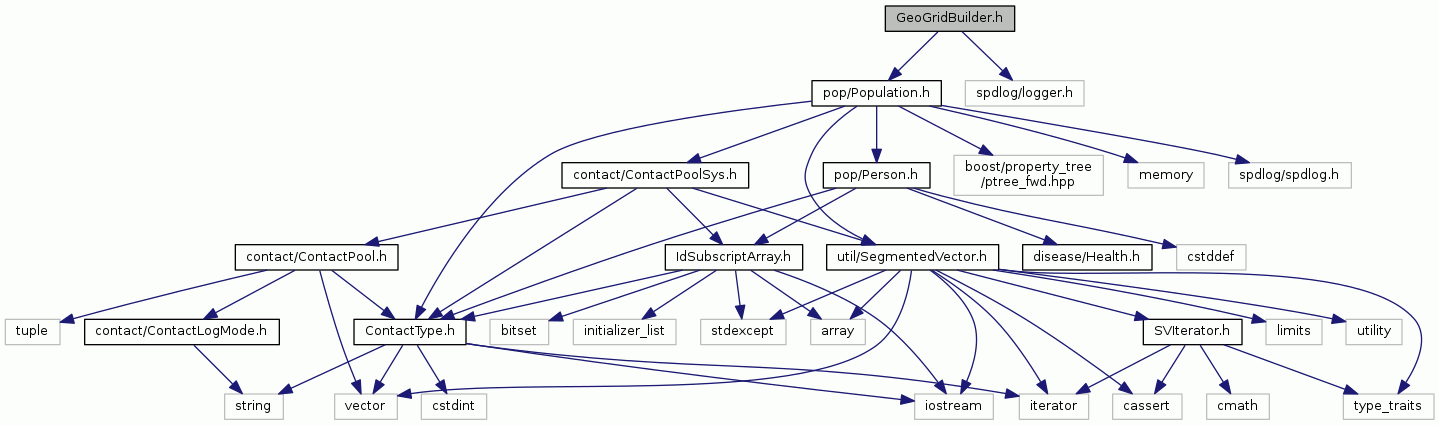 GeoGridBuilder.h
pop/Population.h
spdlog/logger.h
contact/ContactPoolSys.h
pop/Person.h
boost/property_tree
/ptree_fwd.hpp
memory
spdlog/spdlog.h
contact/ContactPool.h
IdSubscriptArray.h
util/SegmentedVector.h
disease/Health.h
cstddef
tuple
contact/ContactLogMode.h
ContactType.h
bitset
initializer_list
stdexcept
array
SVIterator.h
limits
utility
string
vector
cstdint
iostream
iterator
cassert
cmath
type_traits